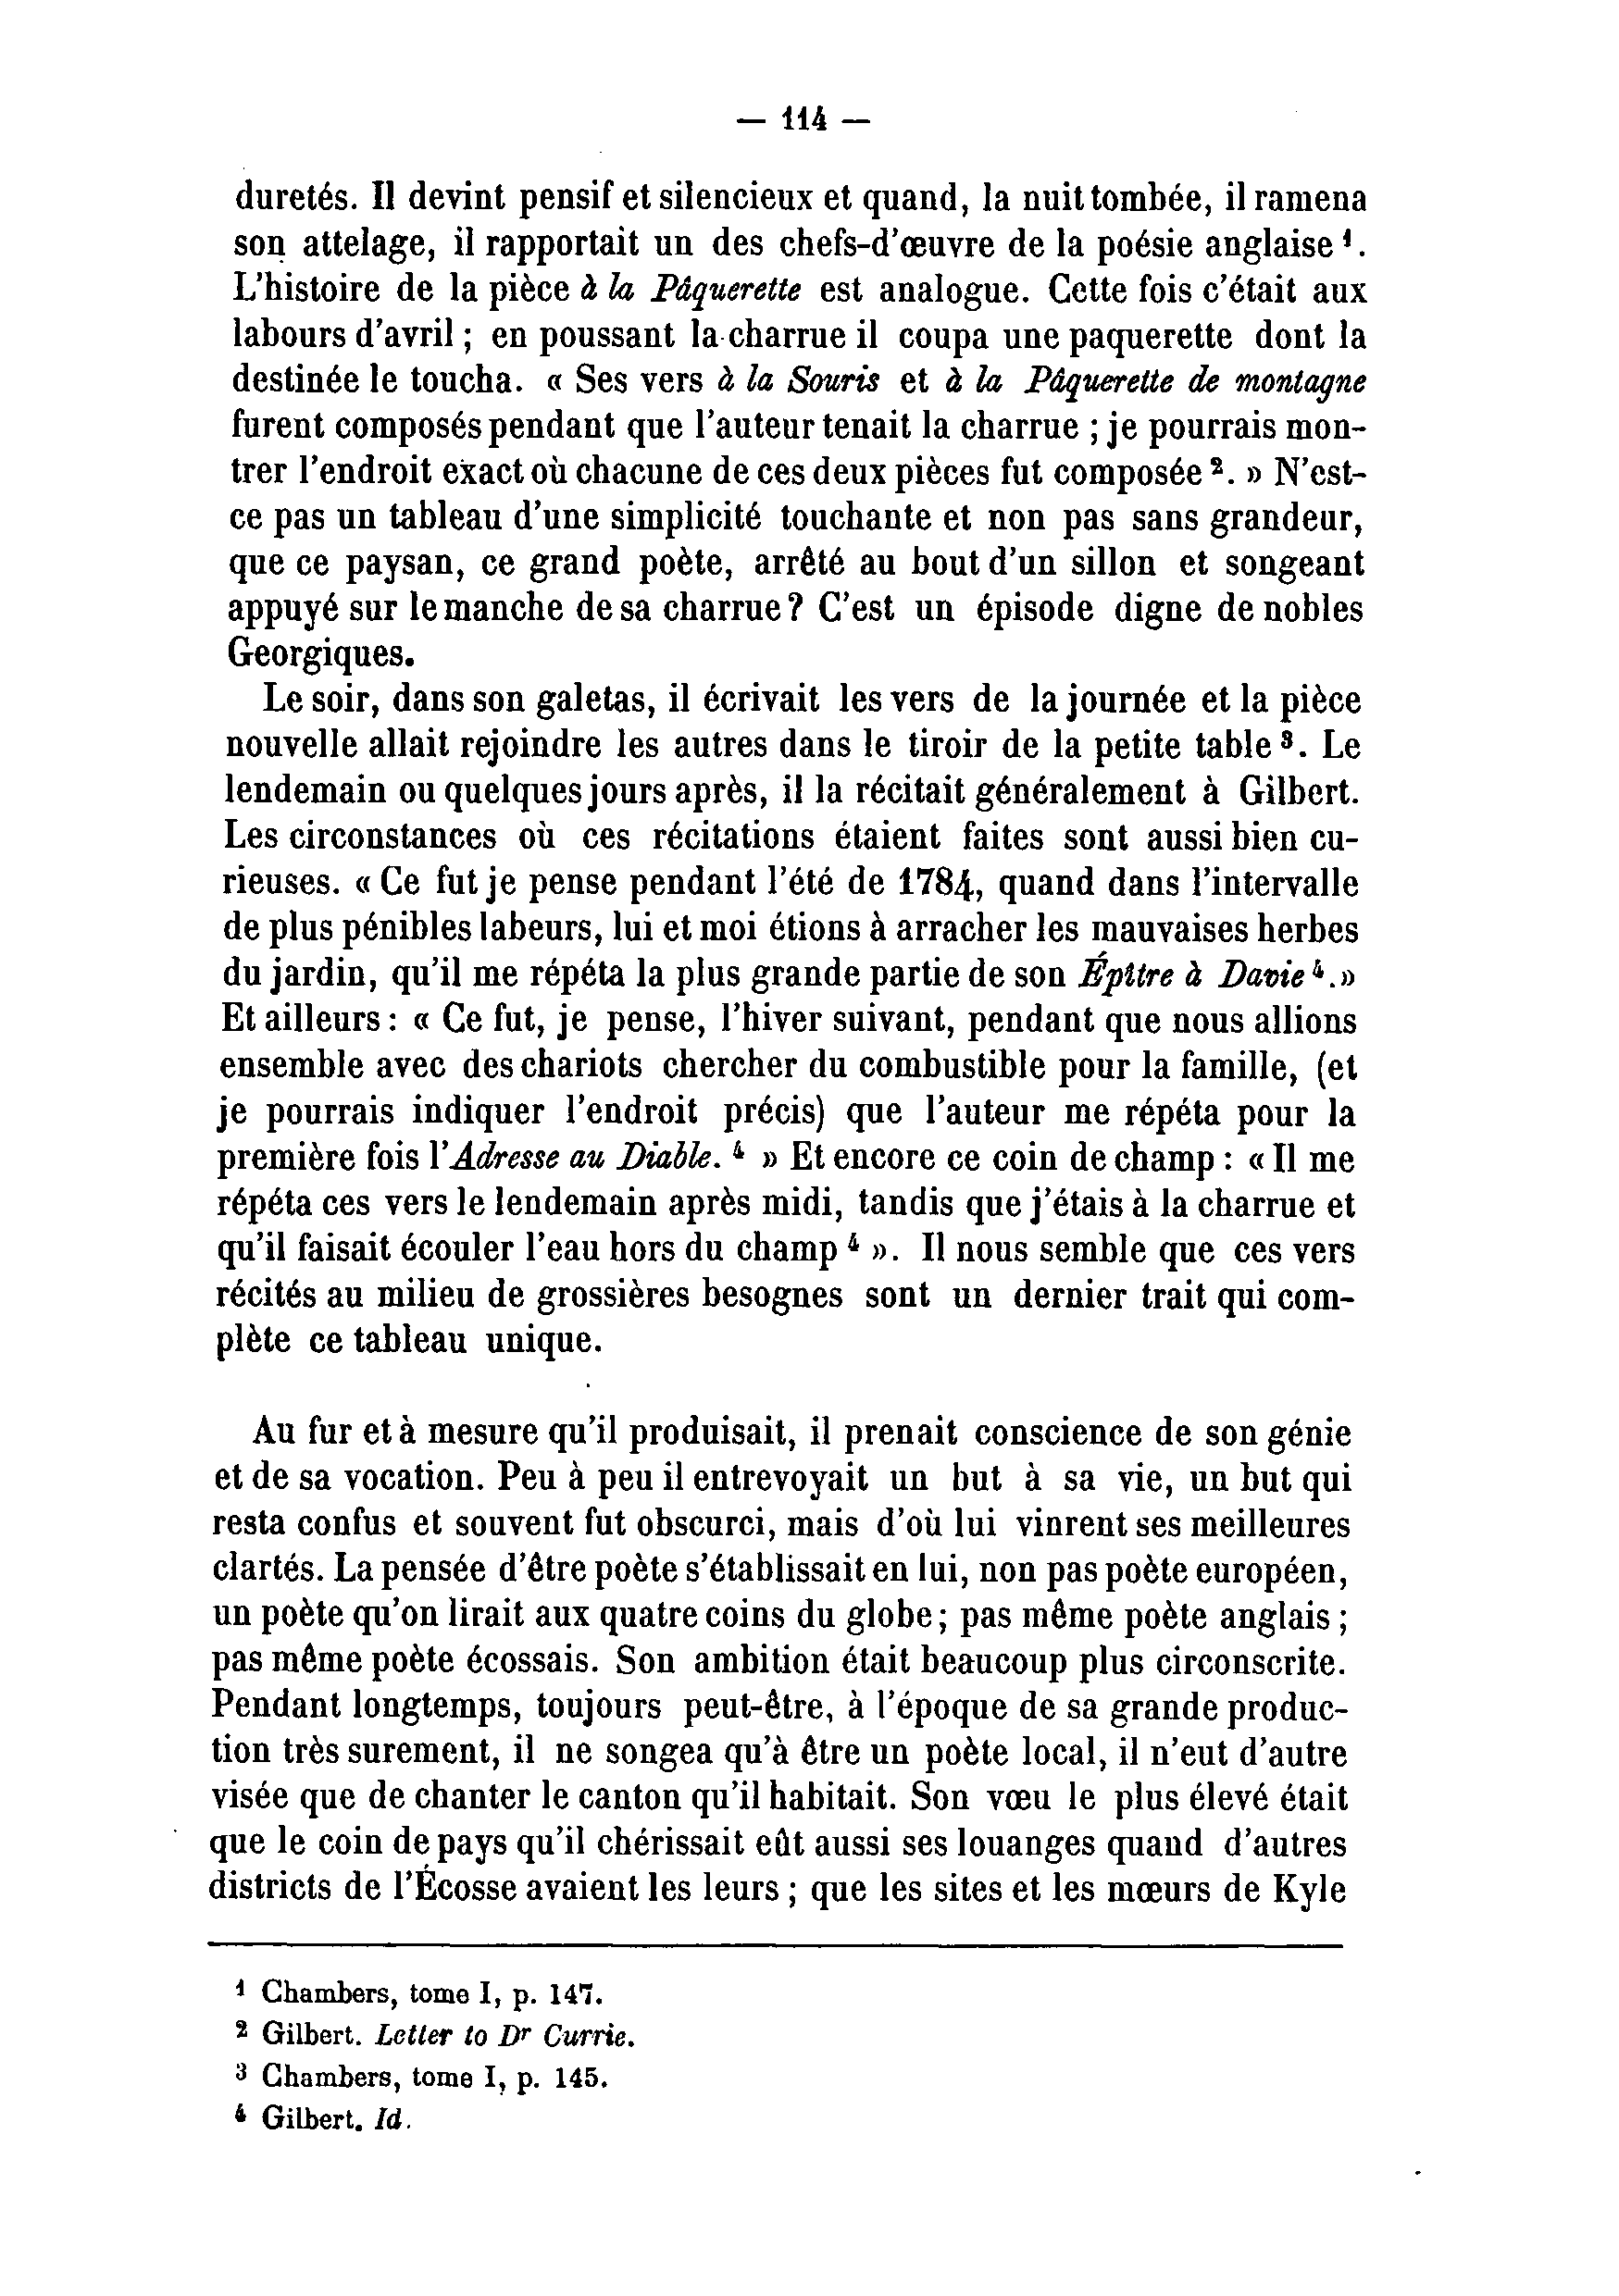 — 114 —
duretés. Il devint pensif et silencieux et quand, la nuit tombée, il ramena
son attelage, il rapportait un des chefs-d'œuvre de la poésie anglaise ¹.
L'histoire de la pièce à la Pâquerette est analogue. Cette fois c'était aux
labours d'avril ; en poussant la charrue il coupa une paquerette dont la
destinée le toucha. « Ses vers à la Souris et à la Pâquerette de montagne
furent composés pendant que l'auteur tenait la charrue ; je pourrais mon-
trer l'endroit exact où chacune de ces deux pièces fut composée ². » N'est-
ce pas un tableau d'une simplicité touchante et non pas sans grandeur,
que ce paysan, ce grand poète, arrêté au bout d'un sillon et songeant
appuyé sur le manche de sa charrue ? C'est un épisode digne de nobles
Georgiques.
Le soir, dans son galetas, il écrivait les vers de la journée et la pièce
nouvelle allait rejoindre les autres dans le tiroir de la petite table ³. Le
lendemain ou quelques jours après, il la récitait généralement à Gilbert.
Les circonstances où ces récitations étaient faites sont aussi bien cu-
rieuses. « Ce fut je pense pendant l'été de 1784, quand dans l'intervalle
de plus pénibles labeurs, lui et moi étions à arracher les mauvaises herbes
du jardin, qu'il me répéta la plus grande partie de son Épître à Davie ⁴. »
Et ailleurs : « Ce fut, je pense, l'hiver suivant, pendant que nous allions
ensemble avec des chariots chercher du combustible pour la famille, (et
je pourrais indiquer l'endroit précis) que l'auteur me répéta pour la
première fois l'Adresse au Diable. ⁴ » Et encore ce coin de champ : « Il me
répéta ces vers le lendemain après midi, tandis que j'étais à la charrue et
qu'il faisait écouler l'eau hors du champ ⁴ ». Il nous semble que ces vers
récités au milieu de grossières besognes sont un dernier trait qui com-
plète ce tableau unique.
Au fur et à mesure qu'il produisait, il prenait conscience de son génie
et de sa vocation. Peu à peu il entrevoyait un but à sa vie, un but qui
resta confus et souvent fut obscurci, mais d'où lui vinrent ses meilleures
clartés. La pensée d'être poète s'établissait en lui, non pas poète européen,
un poète qu'on lirait aux quatre coins du globe ; pas même poète anglais ;
pas même poète écossais. Son ambition était beaucoup plus circonscrite.
Pendant longtemps, toujours peut-être, à l'époque de sa grande produc-
tion très surement, il ne songea qu'à être un poète local, il n'eut d'autre
visée que de chanter le canton qu'il habitait. Son vœu le plus élevé était
que le coin de pays qu'il chérissait eût aussi ses louanges quand d'autres
districts de l'Écosse avaient les leurs ; que les sites et les mœurs de Kyle
¹ Chambers, tome I, p. 147.
² Gilbert. Letter to Dr Currie.
³ Chambers, tome I, p. 145.
⁴ Gilbert. Id.